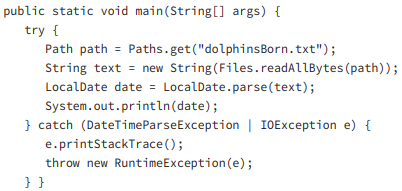 public static void main(String[] args) {
   try {
      Path path = Paths.get("dolphinsBorn.txt");
      String text = new String(Files.readAllBytes(path));
      LocalDate date = LocalDate.parse(text);
      System.out.println(date);
   } catch (DateTimeParseException | IOException e) {
      e.printStackTrace();
      throw new RuntimeException(e);
   } }